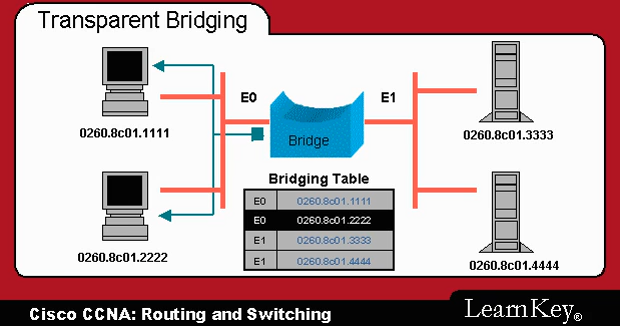 Transparent Bridging
E0
E1
0260.8c01.1111
Bridge
0260.8c01.3333
Bridging Table
E0 0260.8c01.1111
E0 0260.8c01.2222
E1 0260.8c01.3333
E1 0260.8c01.4444
0260.8c01.2222
0260.8c01.4444
Cisco CCNA: Routing and Switching
LearnKey®